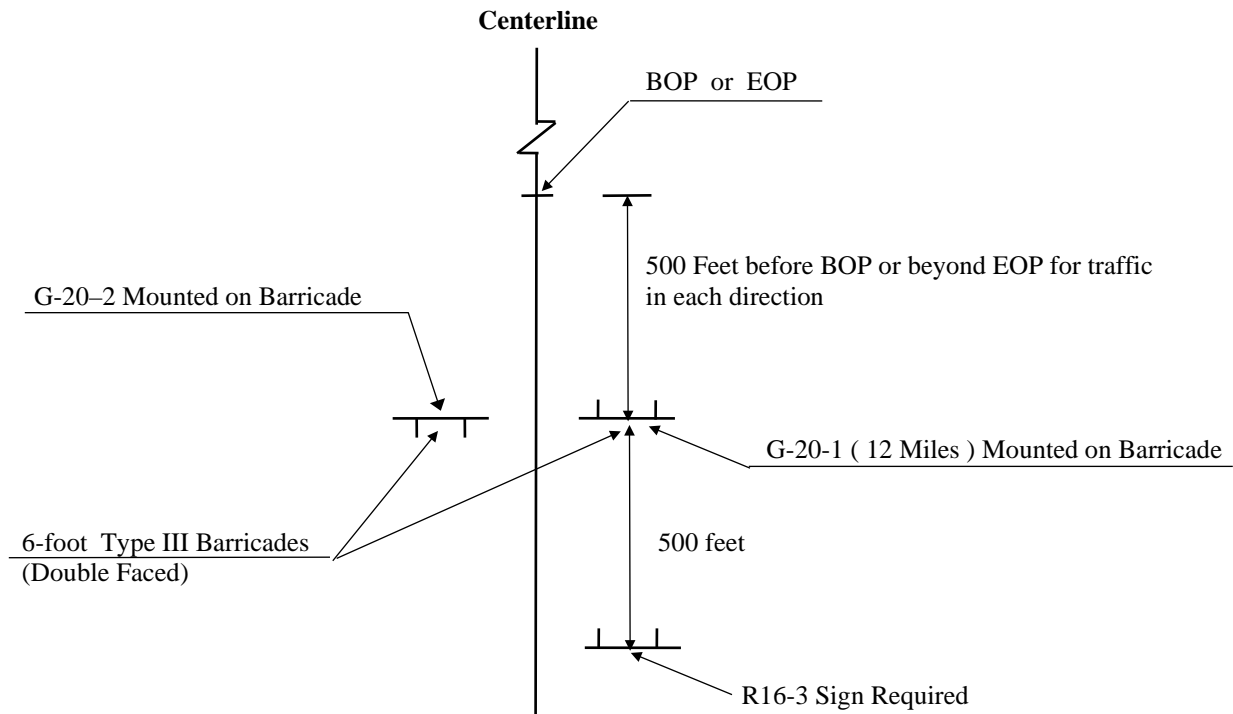 Centerline
BOP or EOP
500 Feet before BOP or beyond EOP for traffic
in each direction
G-20–2 Mounted on Barricade
G-20-1 ( 12 Miles ) Mounted on Barricade
6-foot Type III Barricades
(Double Faced)
500 feet
R16-3 Sign Required